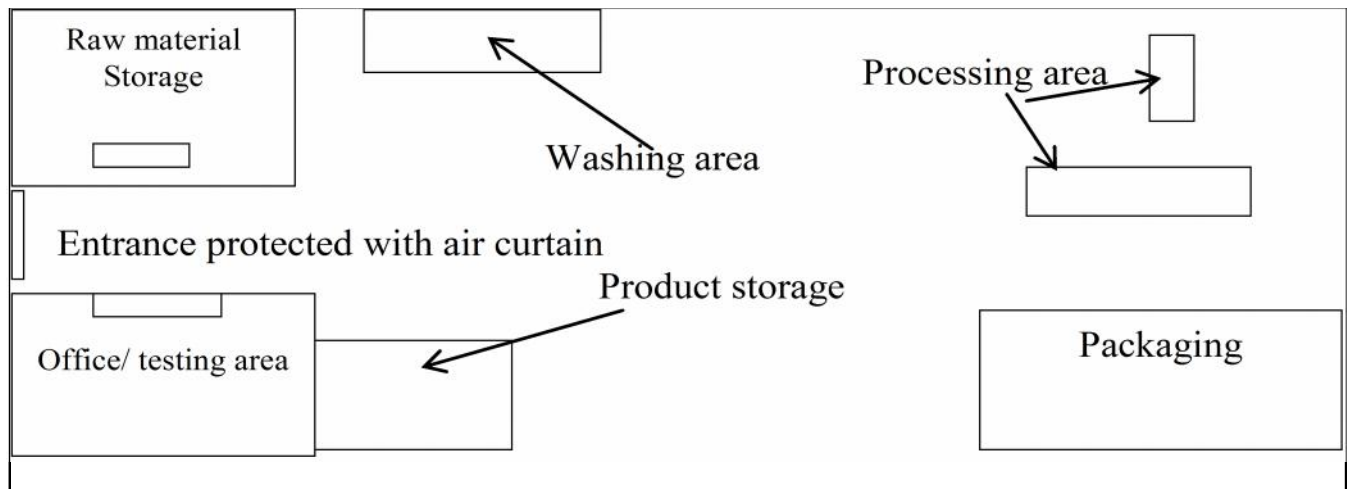 Raw material
Storage
Processing area
Washing area
Entrance protected with air curtain
Product storage
Office/ testing area
Packaging